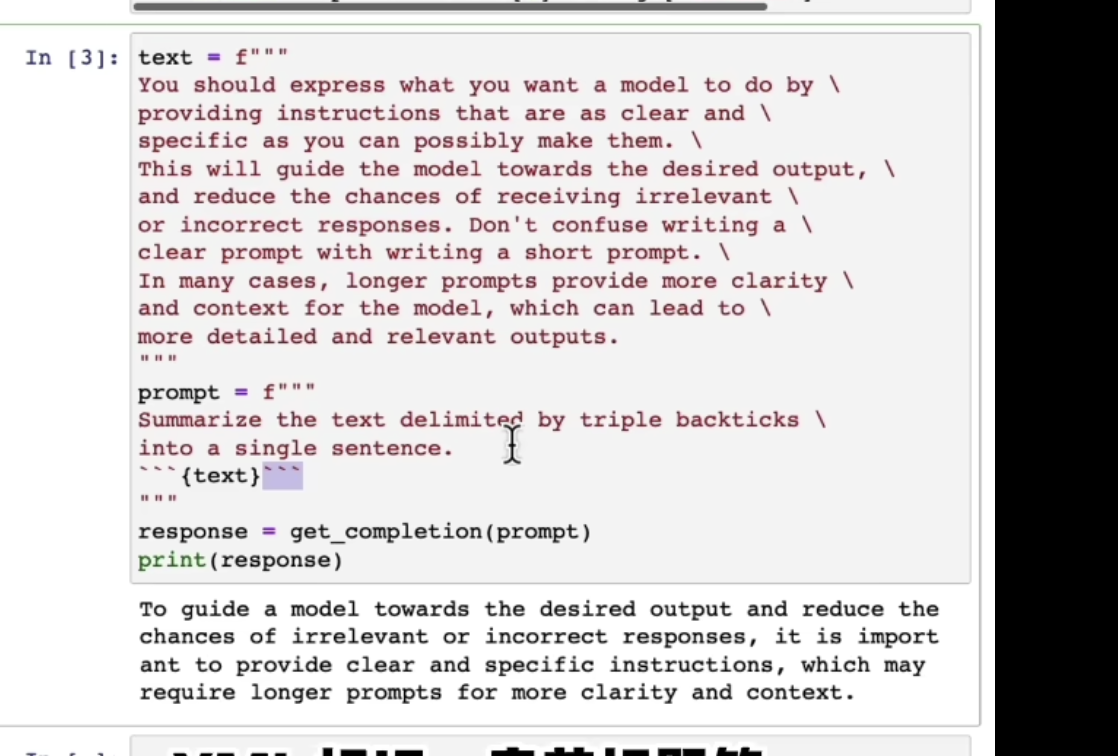 In [3]:
text = f"""
You should express what you want a model to do by \
providing instructions that are as clear and \
specific as you can possibly make them. \
This will guide the model towards the desired output, \
and reduce the chances of receiving irrelevant \
or incorrect responses. Don't confuse writing a \
clear prompt with writing a short prompt. \
In many cases, longer prompts provide more clarity \
and context for the model, which can lead to \
more detailed and relevant outputs.
"""
prompt = f"""
Summarize the text delimited by triple backticks \
into a single sentence.
```{text}```
"""
response = get_completion(prompt)
print(response)
To guide a model towards the desired output and reduce the
chances of irrelevant or incorrect responses, it is import
ant to provide clear and specific instructions, which may
require longer prompts for more clarity and context.